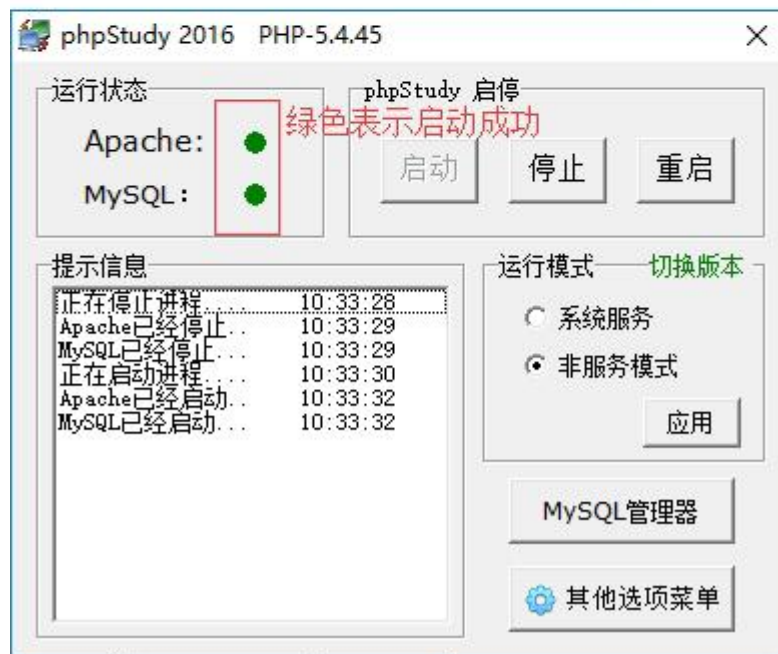 phpStudy 2016 PHP-5.4.45
运行状态
Apache:
MySQL:
绿色表示启动成功
phpStudy 启停
启动 停止 重启
提示信息
正在停止进程.... 10:33:28
Apache已经停止.. 10:33:29
MySQL已经停止... 10:33:29
正在启动进程.... 10:33:30
Apache已经启动.. 10:33:32
MySQL已经启动... 10:33:32
运行模式 切换版本
系统服务
非服务模式
应用
MySQL管理器
其他选项菜单